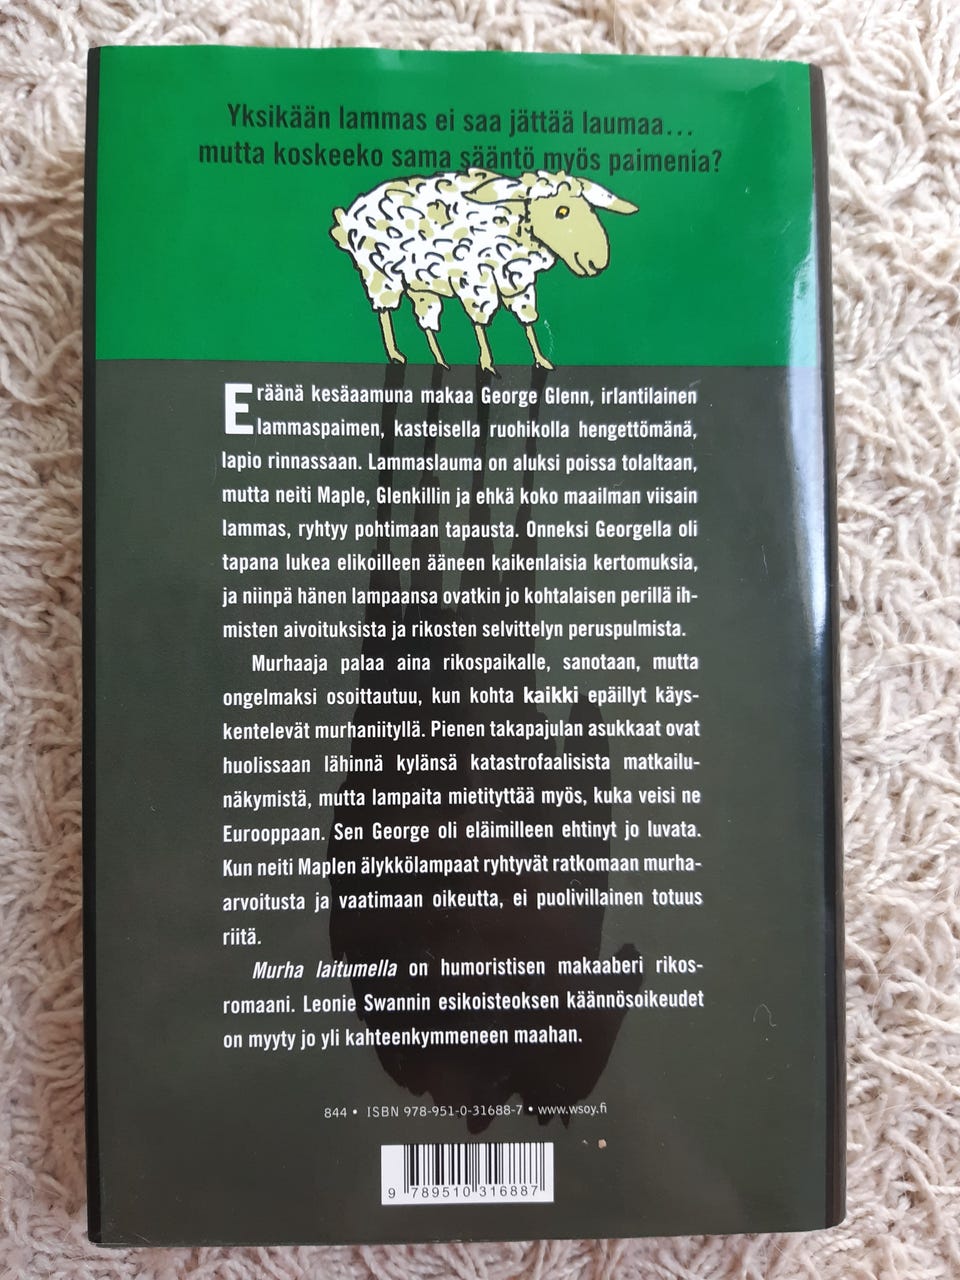 Yksikään lammas ei saa jättää laumaa...
mutta koskeeko sama sääntö myös paimenia?
Eräänä kesäaamuna makaa George Glenn, irlantilainen
lammaspaimen, kasteisella ruohikolla hengettömänä,
lapio rinnassaan. Lammaslauma on aluksi poissa tolaltaan,
mutta neiti Maple, Glenkillin ja ehkä koko maailman viisain
lammas, ryhtyy pohtimaan tapausta. Onneksi Georgella oli
tapana lukea elikoilleen ääneen kaikenlaisia kertomuksia,
ja niinpä hänen lampaansa ovatkin jo kohtalaisen perillä ih-
misten aivoituksista ja rikosten selvittelyn peruspulmista.
Murhaaja palaa aina rikospaikalle, sanotaan, mutta
ongelmaksi osoittautuu, kun kohta kaikki epäillyt käys-
kentelevät murhaniityllä. Pienen takapajulan asukkaat ovat
huolissaan lähinnä kylänsä katastrofaalisista matkailu-
näkymistä, mutta lampaita mietityttää myös, kuka veisi ne
Eurooppaan. Sen George oli eläimilleen ehtinyt jo luvata.
Kun neiti Maplen älykkölampaat ryhtyvät ratkomaan murha-
arvoitusta ja vaatimaan oikeutta, ei puolivillainen totuus
riitä.
Murha laitumella on humoristisen makaaberi rikos-
romaani. Leonie Swannin esikoisteoksen käännösoikeudet
on myyty jo yli kahteenkymmeneen maahan.
844 • ISBN 978-951-0-31688-7 • www.wsoy.fi
9 789510 316887